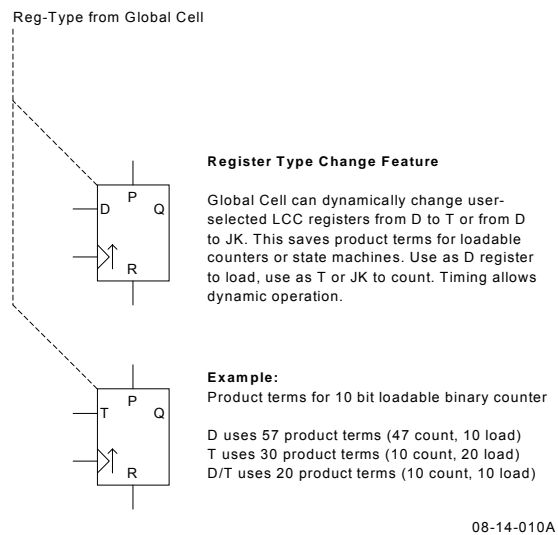 Reg-Type from Global Cell
P
D
Q
R
Register Type Change Feature
Global Cell can dynamically change user-
selected LCC registers from D to T or from D
to JK. This saves product terms for loadable
counters or state machines. Use as D register
to load, use as T or JK to count. Timing allows
dynamic operation.
P
T
Q
R
Example:
Product terms for 10 bit loadable binary counter
D uses 57 product terms (47 count, 10 load)
T uses 30 product terms (10 count, 20 load)
D/T uses 20 product terms (10 count, 10 load)
08-14-010A